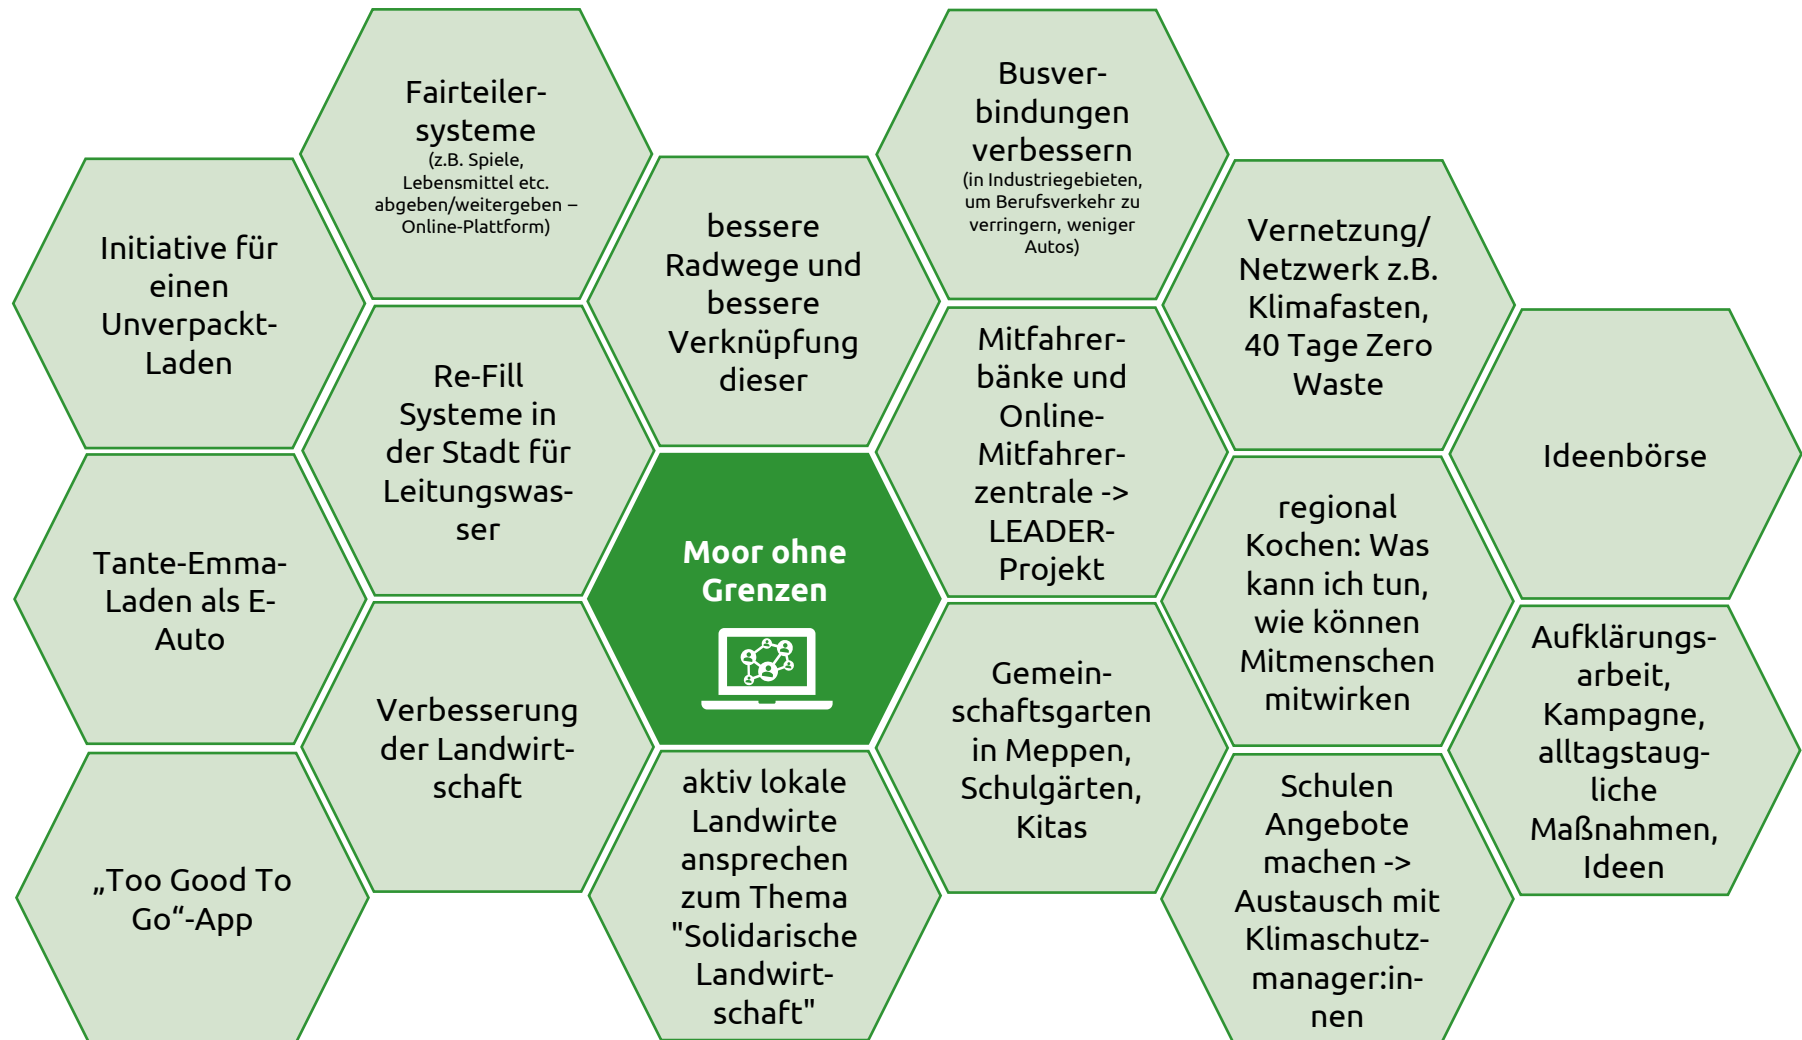 Fairteiler-
systeme
(z.B. Spiele,
Lebensmittel etc.
abgeben/weitergeben –
Online-Plattform)
Busver-
bindungen
verbessern
(in Industriegebieten,
um Berufsverkehr zu
verringern, weniger
Autos)
Initiative für
einen
Unverpackt-
Laden
bessere
Radwege und
bessere
Verknüpfung
dieser
Vernetzung/
Netzwerk z.B.
Klimafasten,
40 Tage Zero
Waste
Re-Fill
Systeme in
der Stadt für
Leitungswas-
ser
Mitfahrer-
bänke und
Online-
Mitfahrer-
zentrale ->
LEADER-
Projekt
Ideenbörse
Tante-Emma-
Laden als E-
Auto
Moor ohne
Grenzen
regional
Kochen: Was
kann ich tun,
wie können
Mitmenschen
mitwirken
Verbesserung
der Landwirt-
schaft
Gemein-
schaftsgarten
in Meppen,
Schulgärten,
Kitas
Aufklärungs-
arbeit,
Kampagne,
alltagstaug-
liche
Maßnahmen,
Ideen
„Too Good To
Go“-App
aktiv lokale
Landwirte
ansprechen
zum Thema
"Solidarische
Landwirt-
schaft"
Schulen
Angebote
machen ->
Austausch mit
Klimaschutz-
manager:in-
nen